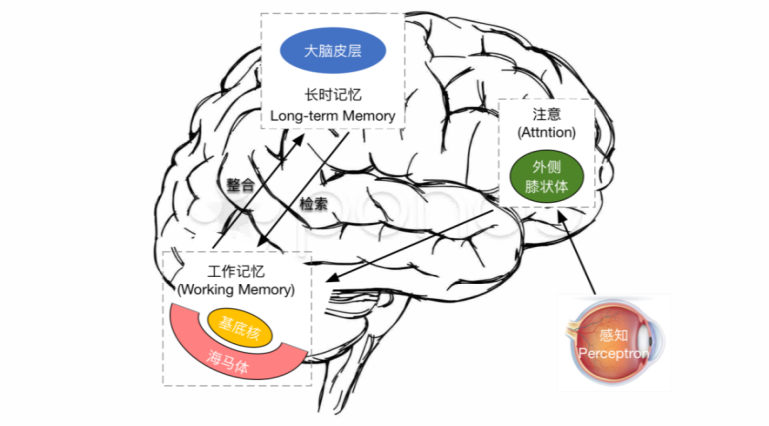 大脑皮层
长时记忆
Long-term Memory
注意
(Attntion)
外侧
膝状体
整合
检索
工作记忆
(Working Memory)
基底核
海马体
感知
Perceptron